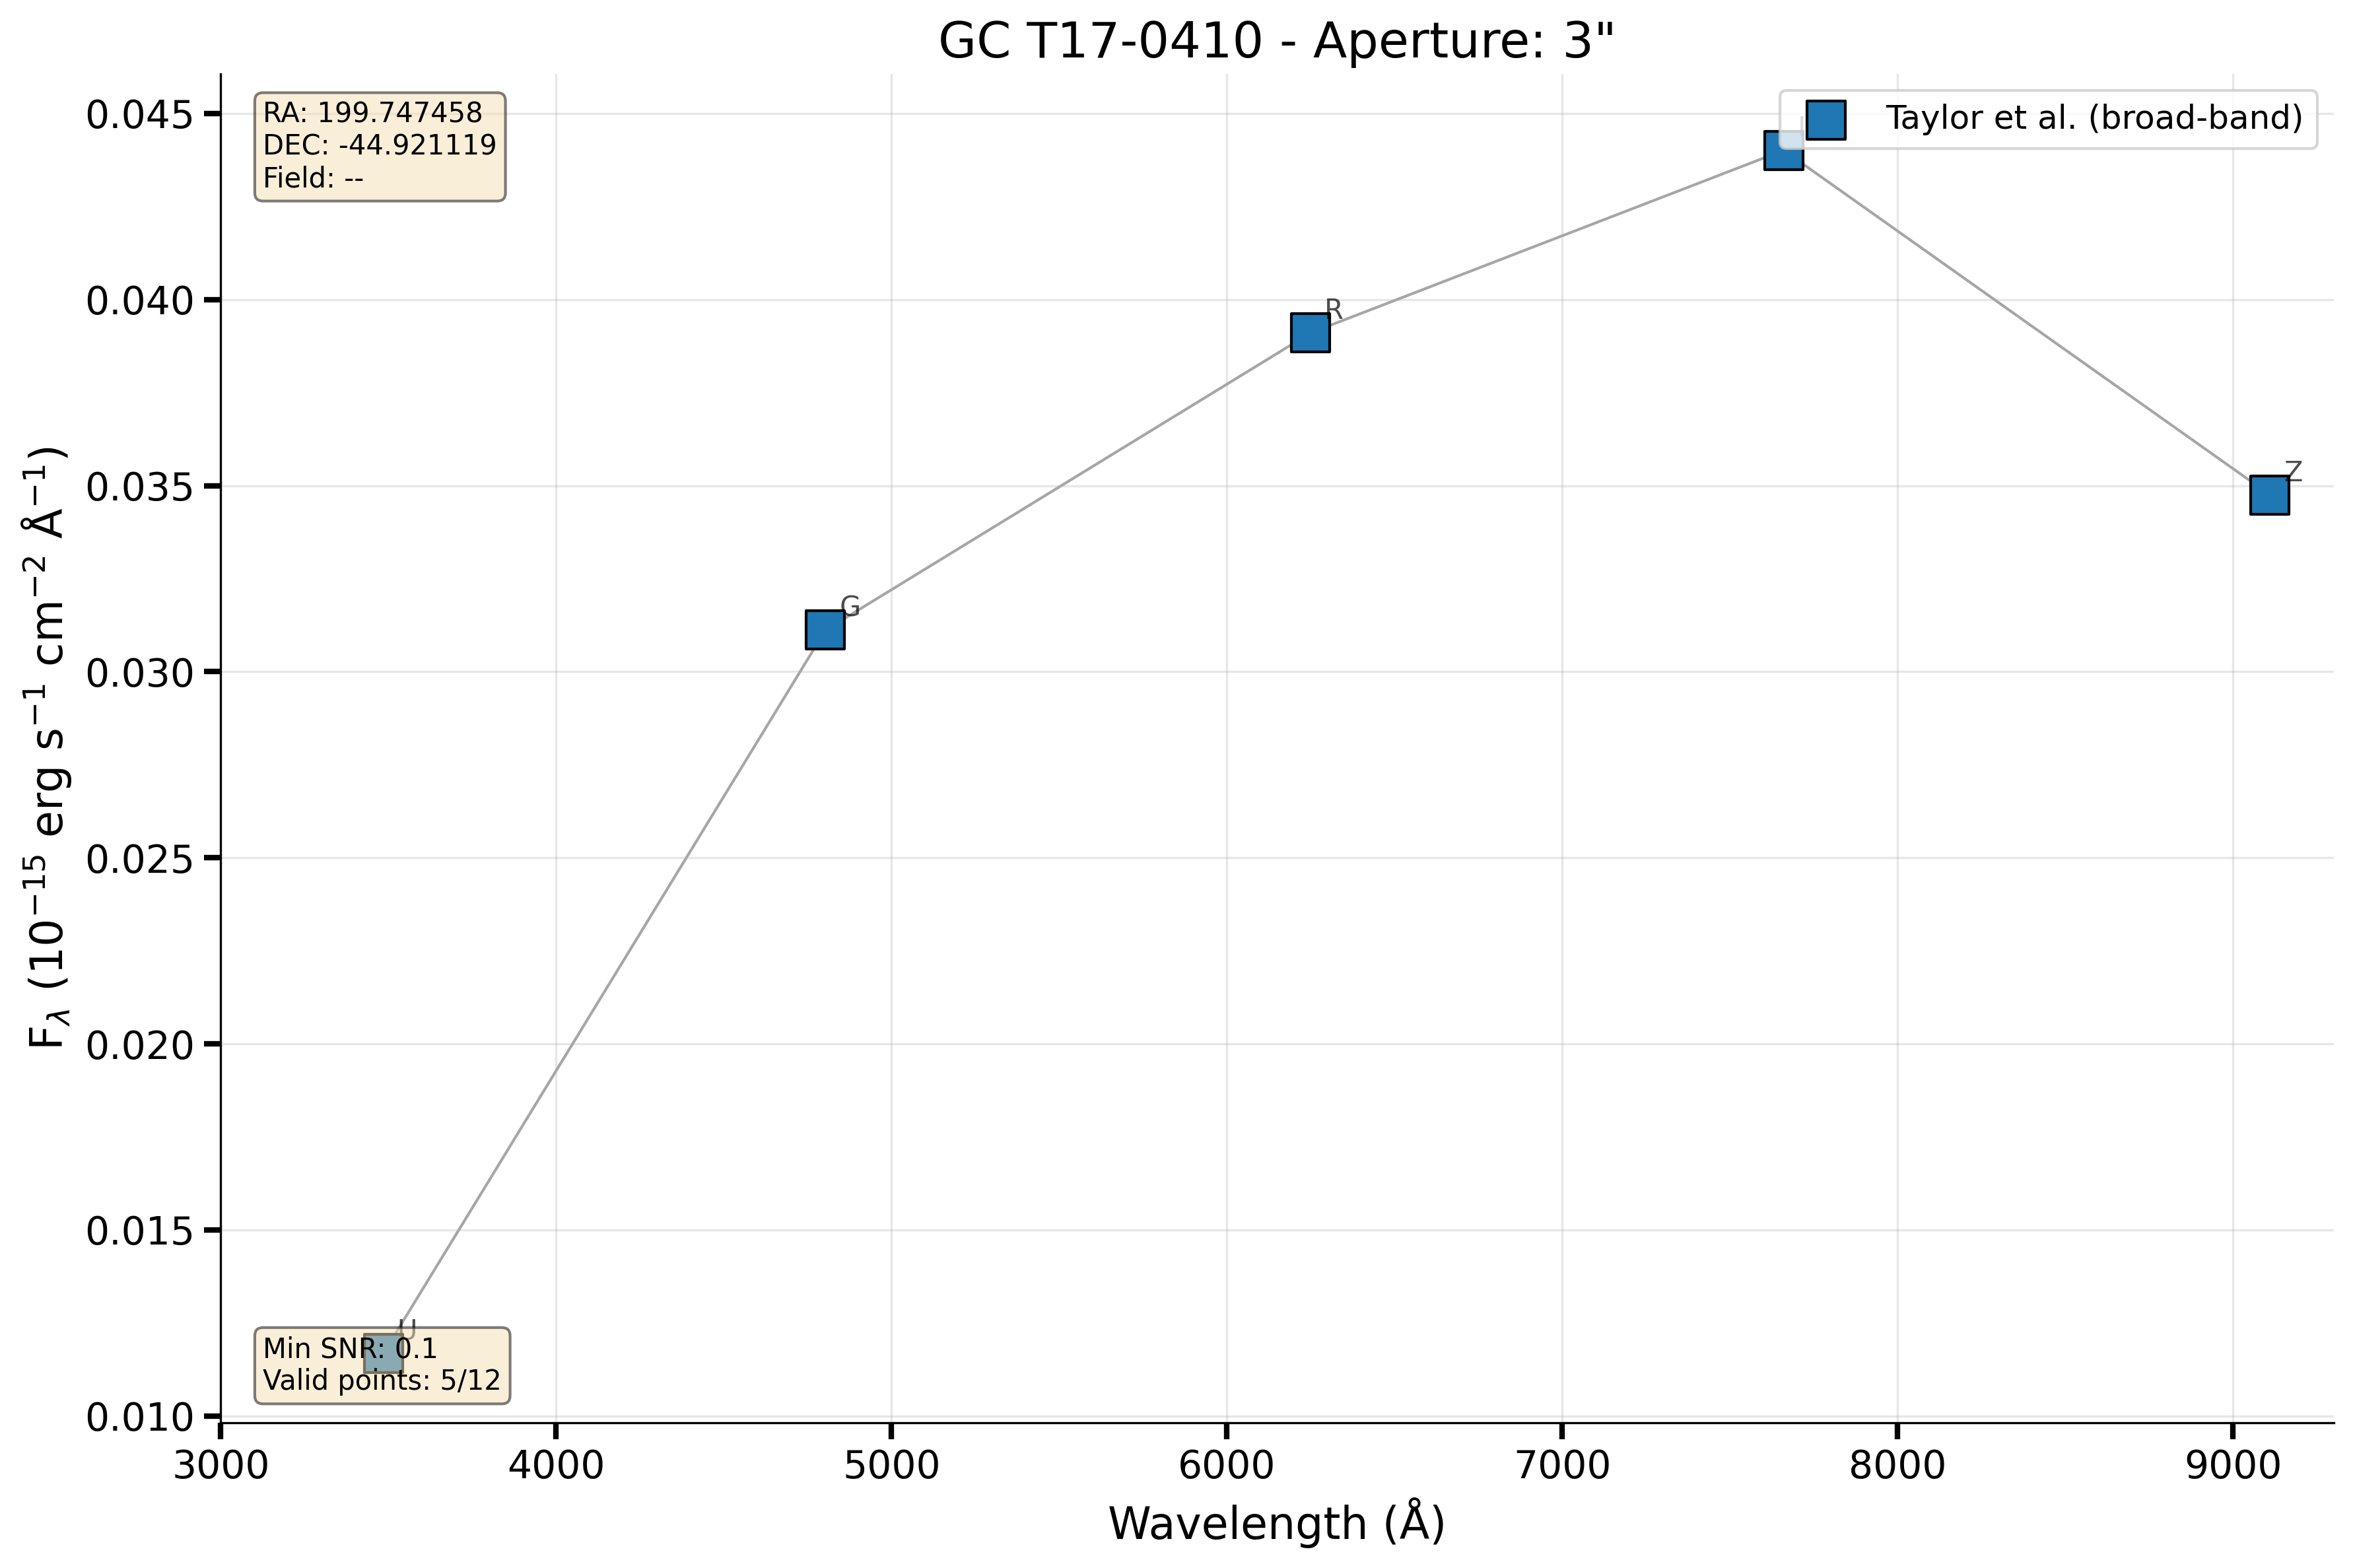 GC T17-0410 - Aperture: 3"
RA: 199.747458
DEC: -44.921119
Field: --
Taylor et al. (broad-band)
0.045
0.040
0.035
0.030
0.025
0.020
0.015
0.010
F_λ (10⁻¹⁵ erg s⁻¹ cm⁻² Å⁻¹)
R
Z
G
U
Min SNR: 0.1
Valid points: 5/12
3000 4000 5000 6000 7000 8000 9000
Wavelength (Å)